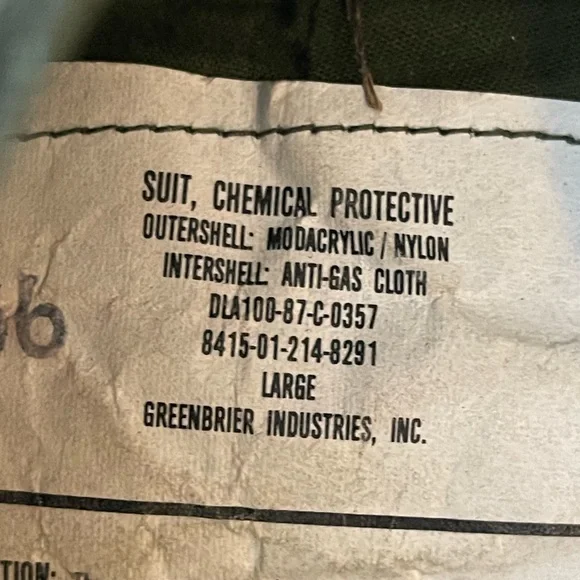 SUIT, CHEMICAL PROTECTIVE
OUTERSHELL: MODACRYLIC / NYLON
INTERSHELL: ANTI-GAS CLOTH
DLA100-87-C-0357
8415-01-214-8291
LARGE
GREENBRIER INDUSTRIES, INC.